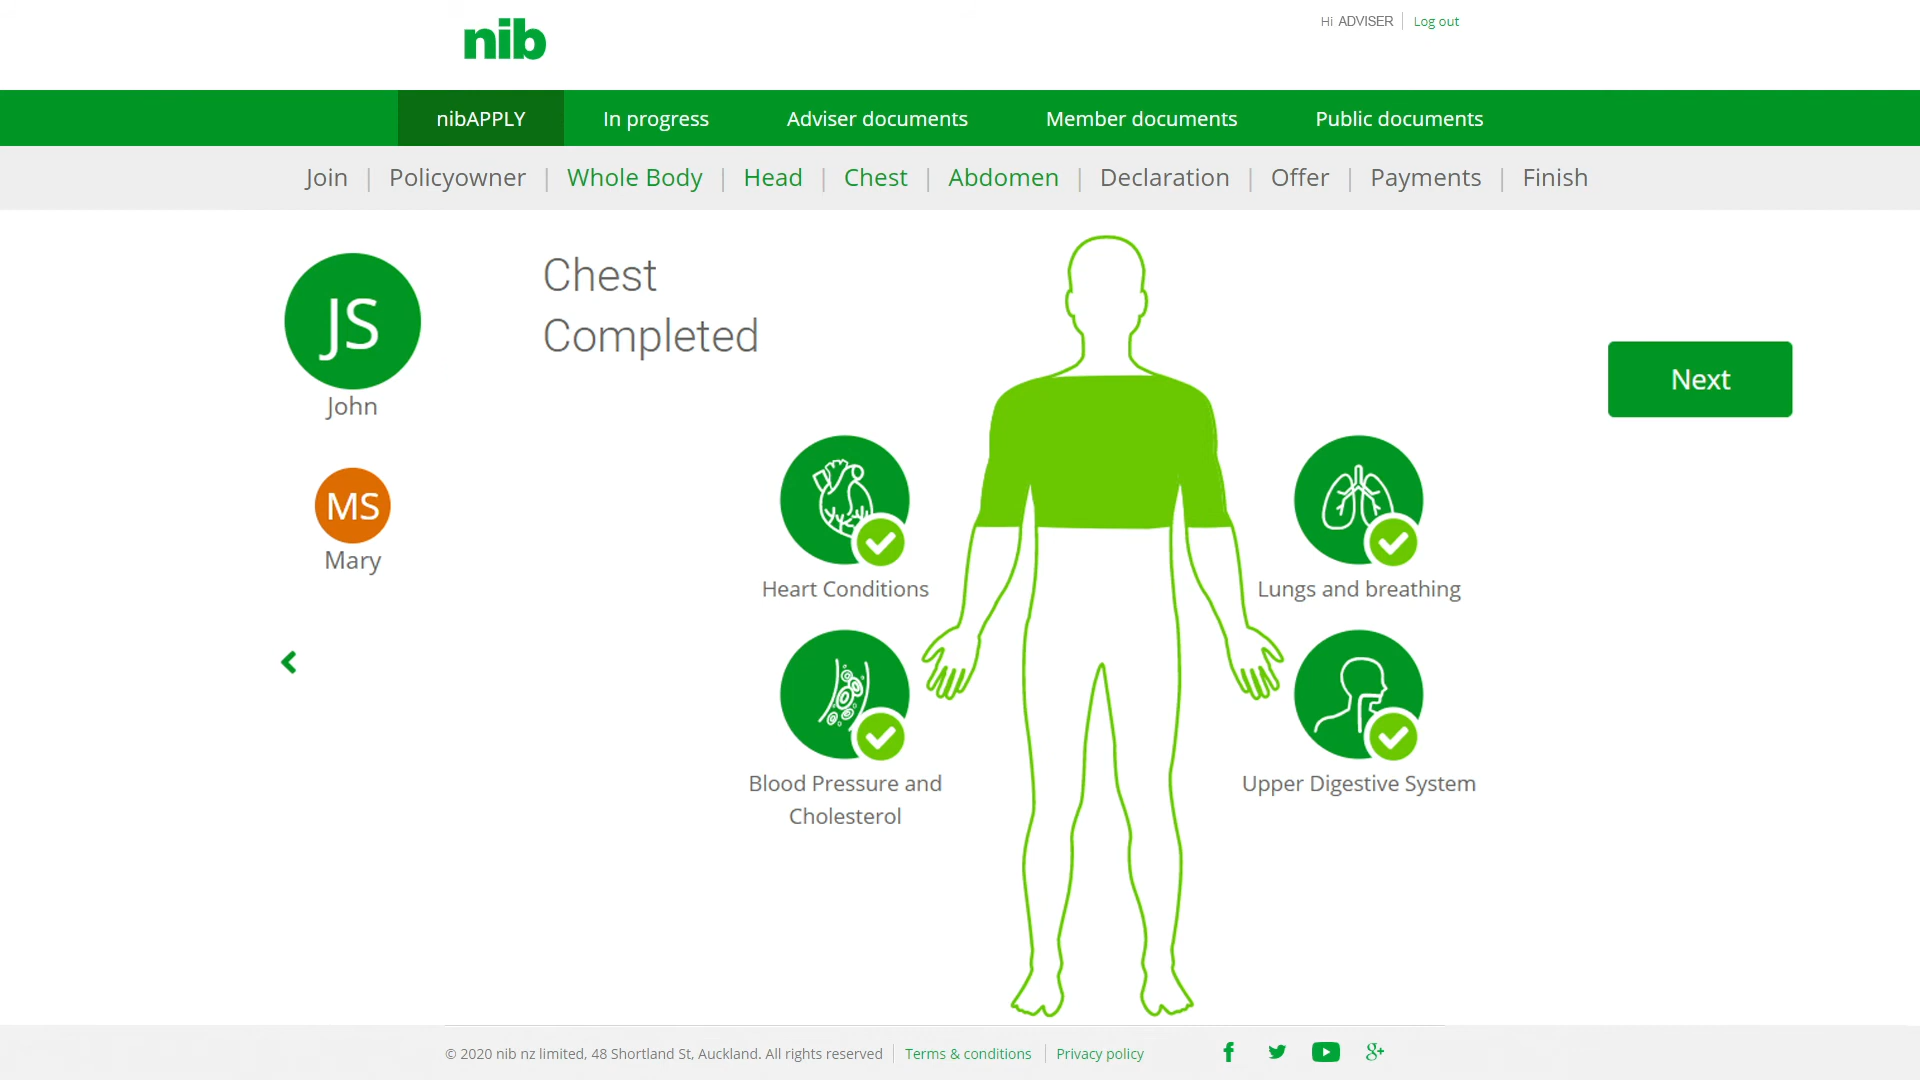 nib
Hi ADVISER | Log out
nibAPPLY In progress Adviser documents Member documents Public documents
Join | Policyowner | Whole Body | Head | Chest | Abdomen | Declaration | Offer | Payments | Finish
JS
John
MS
Mary
Chest
Completed
Next
Heart Conditions
Lungs and breathing
Blood Pressure and
Cholesterol
Upper Digestive System
© 2020 nib nz limited, 48 Shortland St, Auckland. All rights reserved | Terms & conditions | Privacy policy